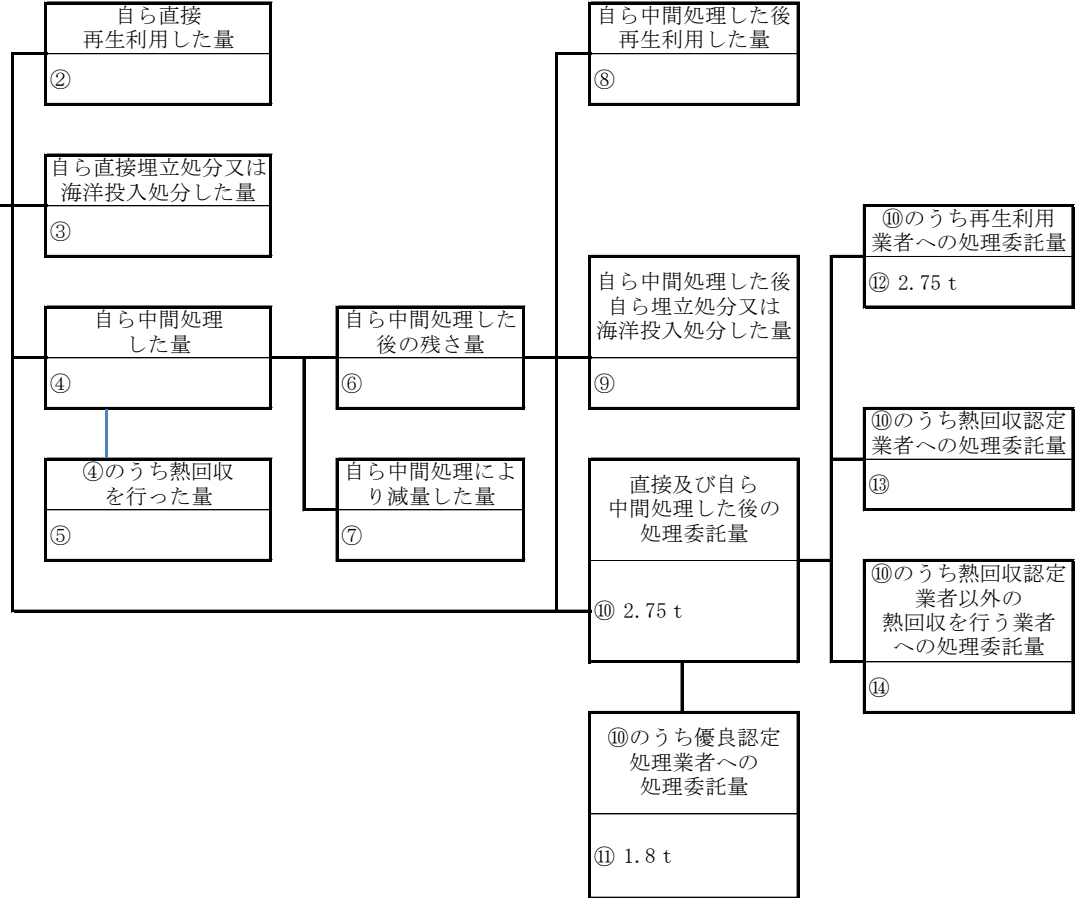 自ら直接
再生利用した量
②
自ら直接埋立処分又は
海洋投入処分した量
③
自ら中間処理
した量
④
④のうち熱回収
を行った量
⑤
自ら中間処理した
後の残さ量
⑥
自ら中間処理によ
り減量した量
⑦
自ら中間処理した後
再生利用した量
⑧
自ら中間処理した後
自ら埋立処分又は
海洋投入処分した量
⑨
直接及び自ら
中間処理した後の
処理委託量
⑩ 2.75 t
⑩のうち優良認定
処理業者への
処理委託量
⑪ 1.8 t
⑩のうち再生利用
業者への処理委託量
⑫ 2.75 t
⑩のうち熱回収認定
業者への処理委託量
⑬
⑩のうち熱回収認定
業者以外の
熱回収を行う業者
への処理委託量
⑭